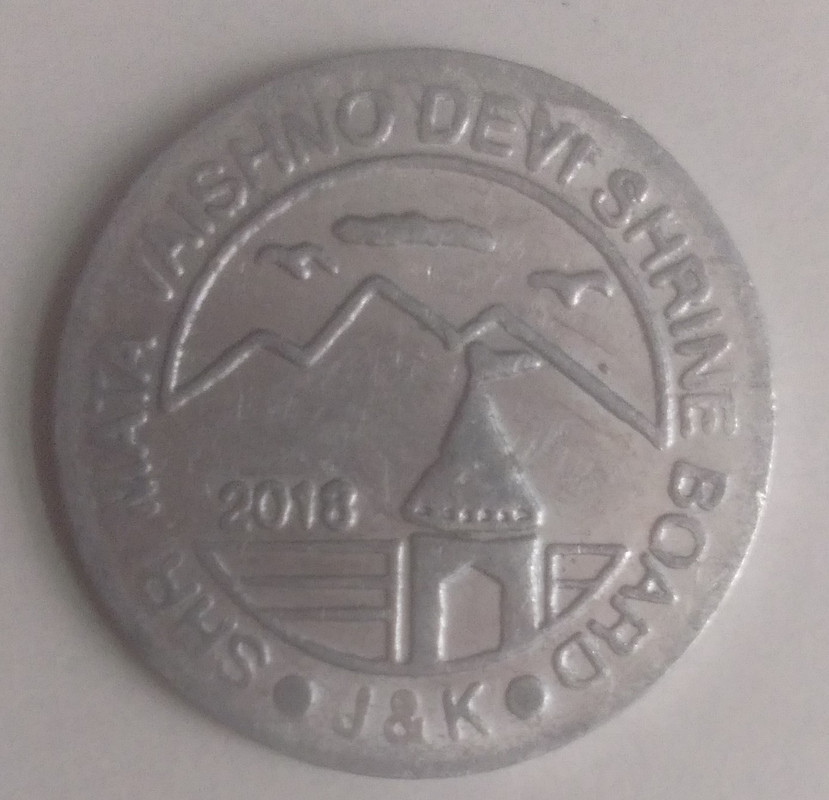 SHRI MATA VAISHNO DEVI SHRINE BOARD
2018
J & K